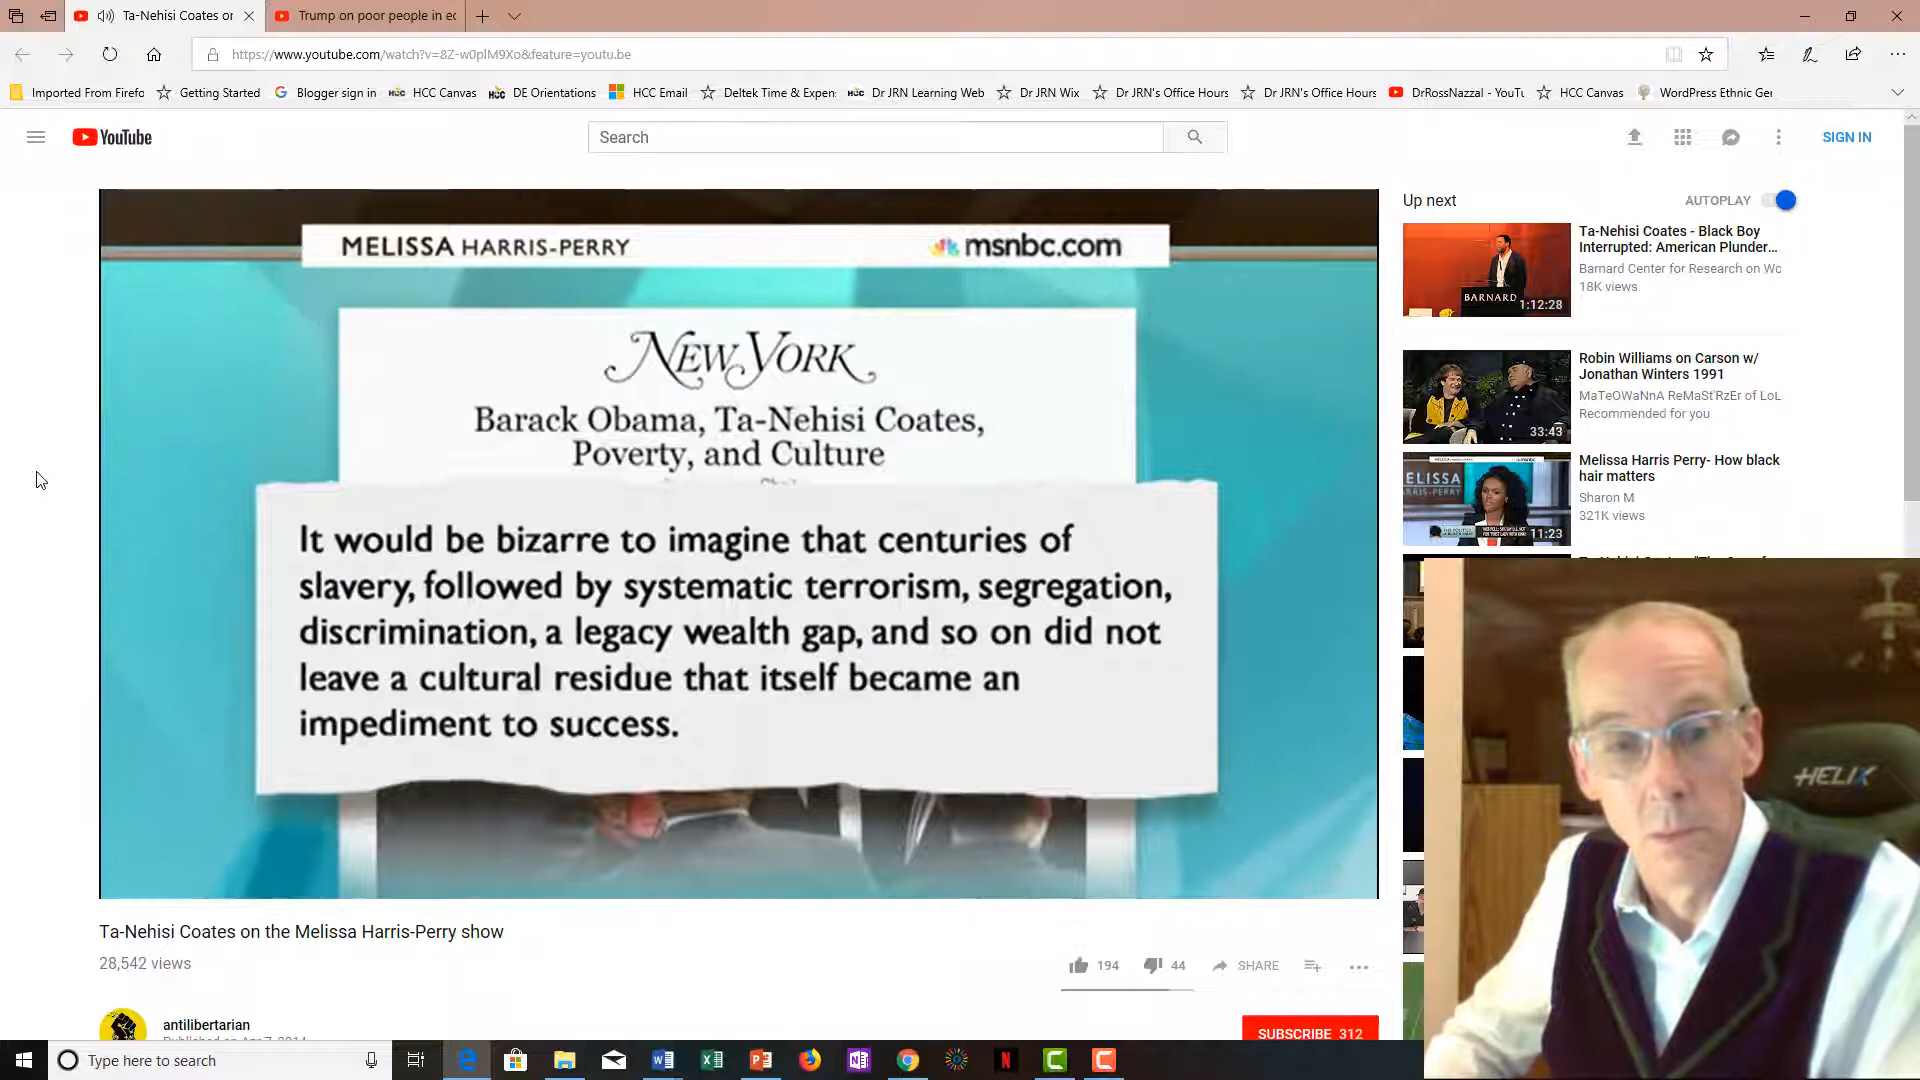 Ta-Nehisi Coates or
Trump on poor people in ec
https://www.youtube.com/watch?v=8Z-w0plM9Xo&feature=youtu.be
Imported From Firefo
Getting Started
Blogger sign in
HCC Canvas
DE Orientations
HCC Email
Deltek Time & Expen
Dr JRN Learning Web
Dr JRN Wix
Dr JRN's Office Hours
Dr JRN's Office Hours
DrRossNazzal - YouTu
HCC Canvas
WordPress Ethnic Ger
YouTube
Search
SIGN IN
MELISSA HARRIS-PERRY
msnbc.com
NEW YORK
Barack Obama, Ta-Nehisi Coates,
Poverty, and Culture
It would be bizarre to imagine that centuries of
slavery, followed by systematic terrorism, segregation,
discrimination, a legacy wealth gap, and so on did not
leave a cultural residue that itself became an
impediment to success.
Ta-Nehisi Coates on the Melissa Harris-Perry show
28,542 views
194
44
SHARE
antilibertarian
SUBSCRIBE 312
Up next
AUTOPLAY
BARNARD
1:12:28
Ta-Nehisi Coates - Black Boy
Interrupted: American Plunder...
Barnard Center for Research on Wc
18K views
33:43
Robin Williams on Carson w/
Jonathan Winters 1991
MaTeOWaNnA ReMaSt'RzEr of LoL
Recommended for you
11:23
Melissa Harris Perry- How black
hair matters
Sharon M
321K views
HELIX
Type here to search